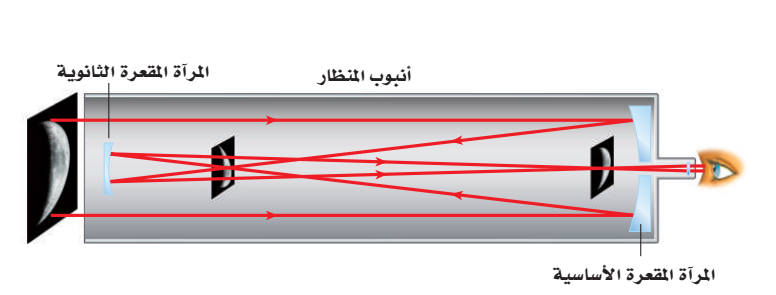 أنبوب المنظار
المرآة المقعرة الثانوية
المرآة المقعرة الأساسية